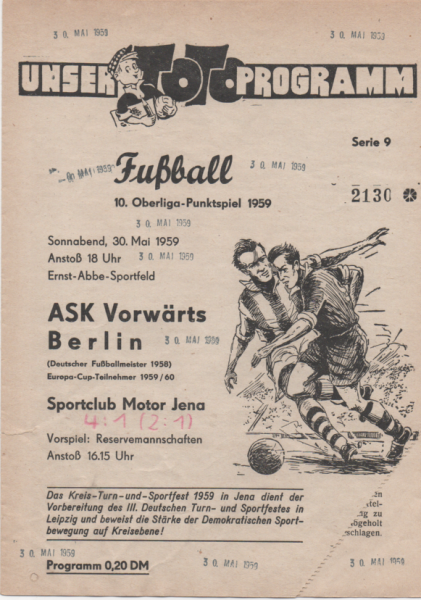 30. MAI 1959 30. MAI 1959
UNSER TOTO-PROGRAMM
Serie 9
MAI 1959 Fußball 30. MAI 1959
2130
10. Oberliga-Punktspiel 1959
30. MAI 1959
Sonnabend, 30. Mai 1959
Anstoß 18 Uhr 30. MAI 1959
Ernst-Abbe-Sportfeld
ASK Vorwärts
Berlin 30. MAI 1959
(Deutscher Fußballmeister 1958)
Europa-Cup-Teilnehmer 1959/60
Sportclub Motor Jena
4:1 (2:1)
Vorspiel: Reservemannschaften
Anstoß 16.15 Uhr
Das Kreis-Turn-und-Sportfest 1959 in Jena dient der
Vorbereitung des III. Deutschen Turn- und Sportfestes in
Leipzig und beweist die Stärke der Demokratischen Sport-
bewegung auf Kreisebene!
en
tel-
zu
bgeholt
schlagen.
30. MAI 1959 30. MAI 1959 30. MAI 1959
Programm 0,20 DM